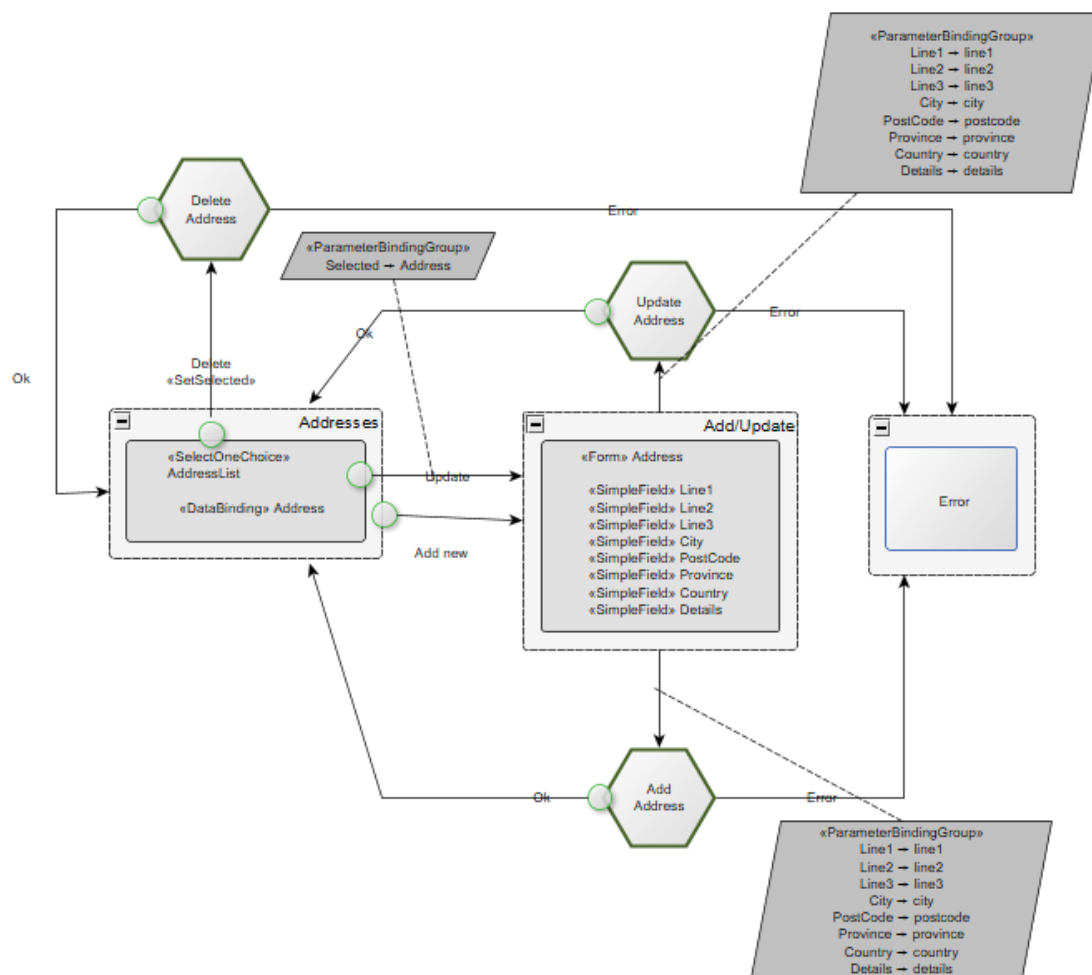 «ParameterBindingGroup»
Line1 → line1
Line2 → line2
Line3 → line3
City → city
PostCode → postcode
Province → province
Country → country
Details → details
Delete
Address
Error
«ParameterBindingGroup»
Selected → Address
Update
Address
Error
Ok
Delete
«SetSelected»
Ok
Addresses
«SelectOneChoice»
AddressList
«DataBinding» Address
Update
Add new
Add/Update
«Form» Address
«SimpleField» Line1
«SimpleField» Line2
«SimpleField» Line3
«SimpleField» City
«SimpleField» PostCode
«SimpleField» Province
«SimpleField» Country
«SimpleField» Details
Error
Ok
Add
Address
Error
«ParameterBindingGroup»
Line1 → line1
Line2 → line2
Line3 → line3
City → city
PostCode → postcode
Province → province
Country → country
Details → details